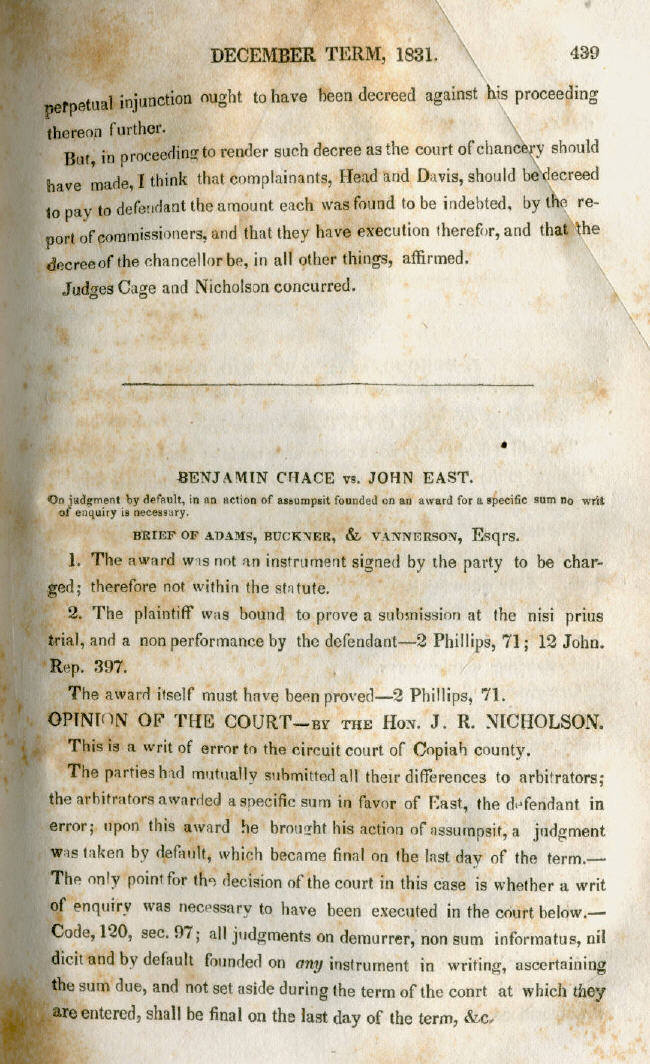 DECEMBER TERM, 1831. 439
perpetual injunction ought to have been decreed against his proceeding
thereon further.
But, in proceeding to render such decree as the court of chancery should
have made, I think that complainants, Head and Davis, should be decreed
to pay to defendant the amount each was found to be indebted, by the re-
port of commissioners, and that they have execution therefor, and that the
decree of the chancellor be, in all other things, affirmed.
Judges Cage and Nicholson concurred.
BENJAMIN CHACE vs. JOHN EAST.
On judgment by default, in an action of assumpsit founded on an award for a specific sum no writ
of enquiry is necessary.
BRIEF OF ADAMS, BUCKNER, & VANNERSON, Esqrs.
1. The award was not an instrument signed by the party to be char-
ged; therefore not within the statute.
2. The plaintiff was bound to prove a submission at the nisi prius
trial, and a non performance by the defendant—2 Phillips, 71; 12 John.
Rep. 397.
The award itself must have been proved—2 Phillips, 71.
OPINION OF THE COURT—BY THE HON. J. R. NICHOLSON.
This is a writ of error to the circuit court of Copiah county.
The parties had mutually submitted all their differences to arbitrators;
the arbitrators awarded a specific sum in favor of East, the defendant in
error; upon this award he brought his action of assumpsit, a judgment
was taken by default, which became final on the last day of the term.—
The only point for the decision of the court in this case is whether a writ
of enquiry was necessary to have been executed in the court below.—
Code, 120, sec. 97; all judgments on demurrer, non sum informatus, nil
dicit and by default founded on any instrument in writing, ascertaining
the sum due, and not set aside during the term of the conrt at which they
are entered, shall be final on the last day of the term, &c.